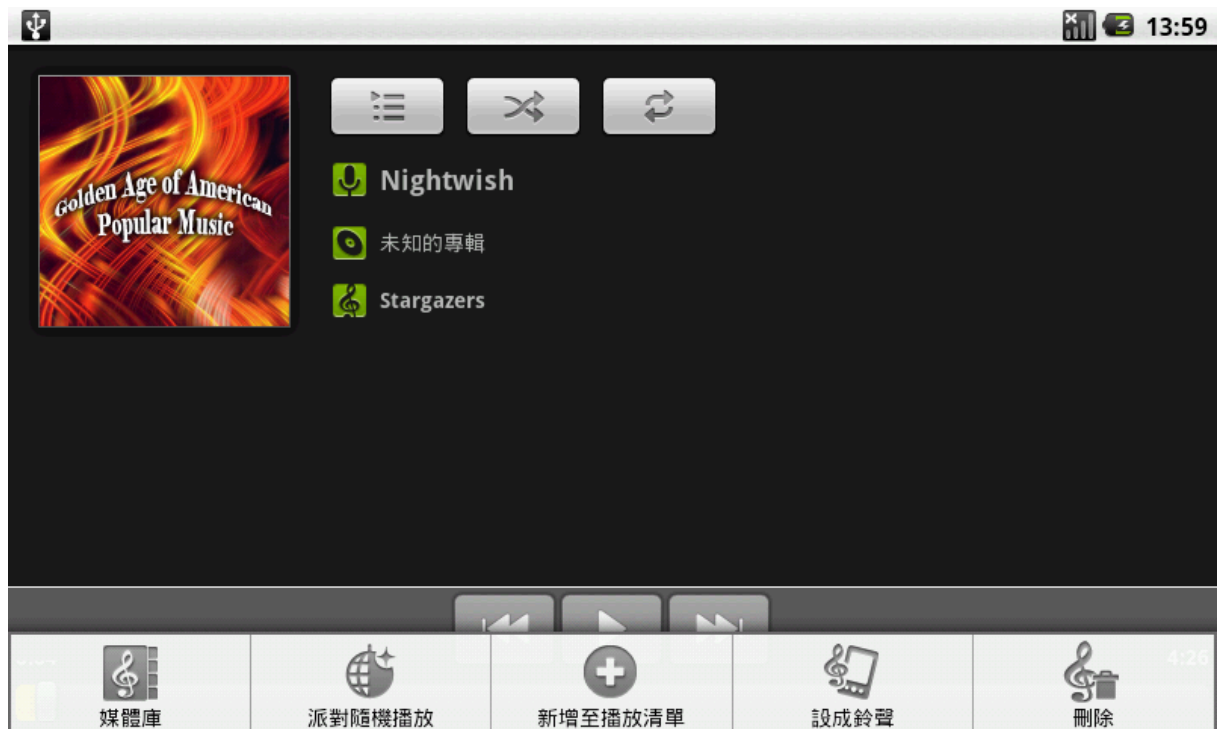 13:59
Golden Age of American
Popular Music
Nightwish
未知的專輯
Stargazers
4:26
媒體庫
派對隨機播放
新增至播放清單
設成鈴聲
刪除